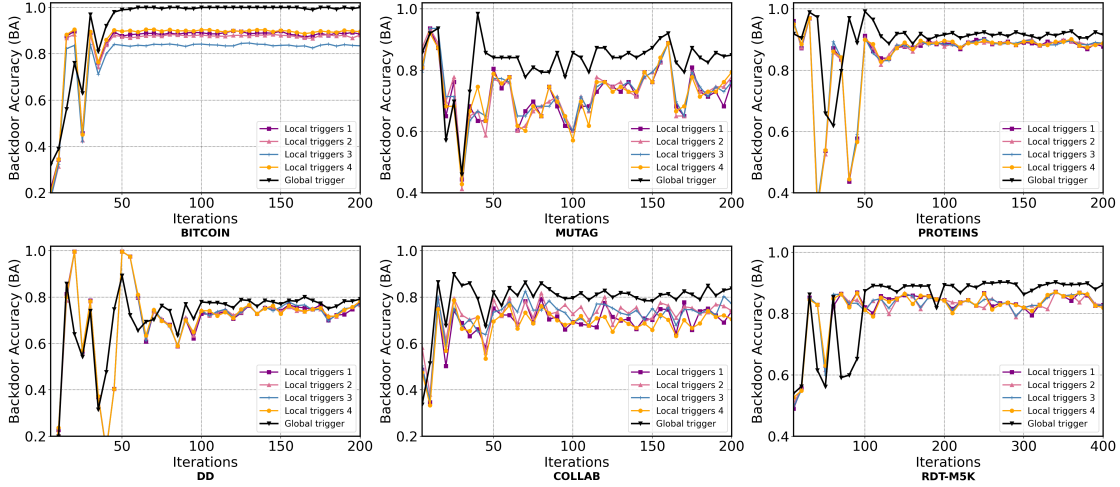 Backdoor Accuracy (BA)
1.0
0.8
0.6
0.4
0.2
50
100
150
200
Local triggers 1
Local triggers 2
Local triggers 3
Local triggers 4
Global trigger
Iterations
BITCOIN
Backdoor Accuracy (BA)
1.0
0.8
0.6
0.4
50
100
150
200
Local triggers 1
Local triggers 2
Local triggers 3
Local triggers 4
Global trigger
Iterations
MUTAG
Backdoor Accuracy (BA)
1.0
0.8
0.6
0.4
50
100
150
200
Local triggers 1
Local triggers 2
Local triggers 3
Local triggers 4
Global trigger
Iterations
PROTEINS
Backdoor Accuracy (BA)
1.0
0.8
0.6
0.4
0.2
50
100
150
200
Local triggers 1
Local triggers 2
Local triggers 3
Local triggers 4
Global trigger
Iterations
DD
Backdoor Accuracy (BA)
1.0
0.8
0.6
0.4
0.2
50
100
150
200
Local triggers 1
Local triggers 2
Local triggers 3
Local triggers 4
Global trigger
Iterations
COLLAB
Backdoor Accuracy (BA)
1.0
0.8
0.6
0.4
100
200
300
400
Local triggers 1
Local triggers 2
Local triggers 3
Local triggers 4
Global trigger
Iterations
RDT-M5K